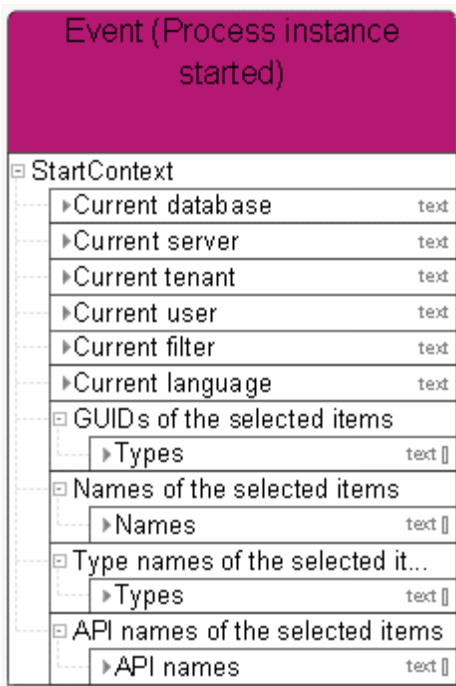 Event (Process instance
started)
StartContext
Current database text
Current server text
Current tenant text
Current user text
Current filter text
Current language text
GUIDs of the selected items
Types text []
Names of the selected items
Names text []
Type names of the selected it...
Types text []
API names of the selected items
API names text []